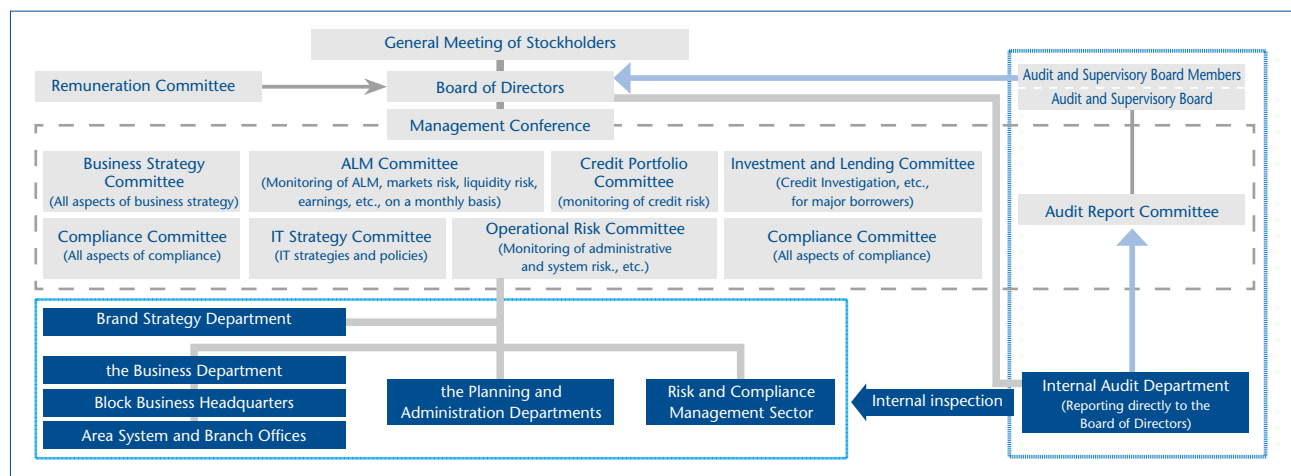 General Meeting of Stockholders
Remuneration Committee
Board of Directors
Audit and Supervisory Board Members
Audit and Supervisory Board
Management Conference
Business Strategy
Committee
(All aspects of business strategy)
ALM Committee
(Monitoring of ALM, markets risk, liquidity risk,
earnings, etc., on a monthly basis)
Credit Portfolio
Committee
(monitoring of credit risk)
Investment and Lending Committee
(Credit Investigation, etc.,
for major borrowers)
Compliance Committee
(All aspects of compliance)
IT Strategy Committee
(IT strategies and policies)
Operational Risk Committee
(Monitoring of administrative
and system risk., etc.)
Compliance Committee
(All aspects of compliance)
Audit Report Committee
Brand Strategy Department
the Business Department
Block Business Headquarters
Area System and Branch Offices
the Planning and
Administration Departments
Risk and Compliance
Management Sector
Internal inspection
Internal Audit Department
(Reporting directly to the
Board of Directors)